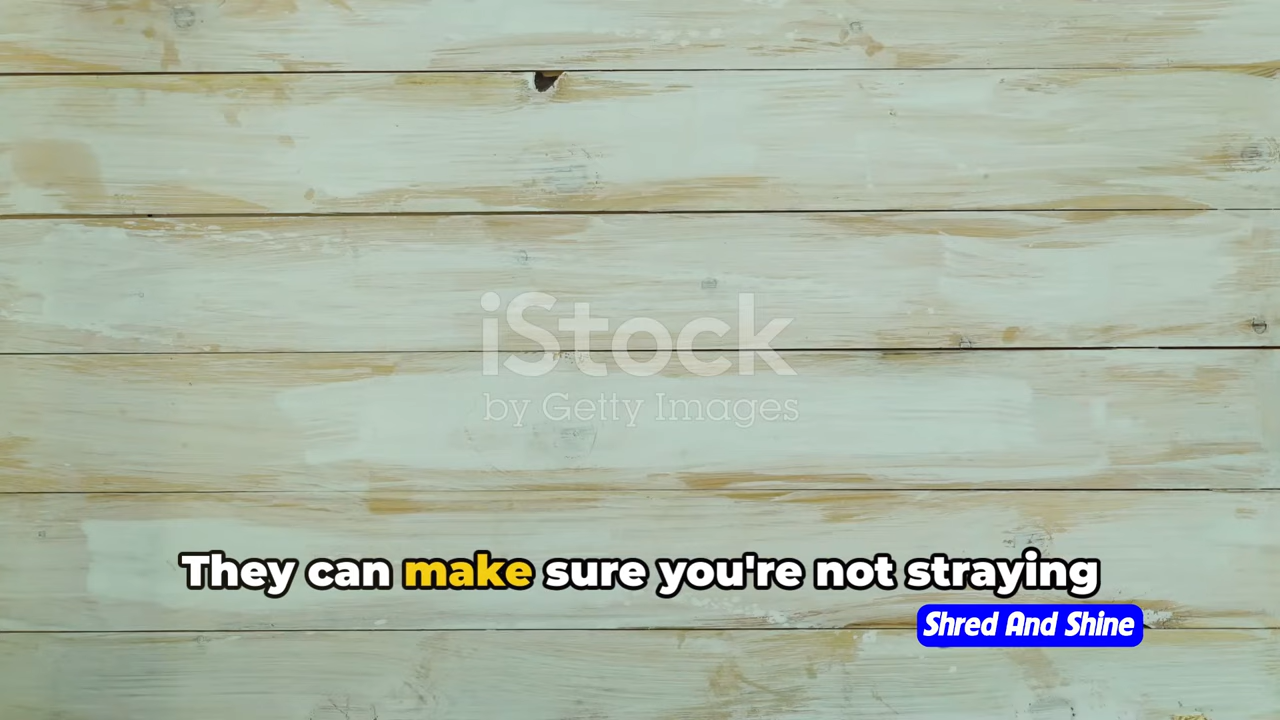 iStock
by Getty Images
They can make sure you're not straying
Shred And Shine